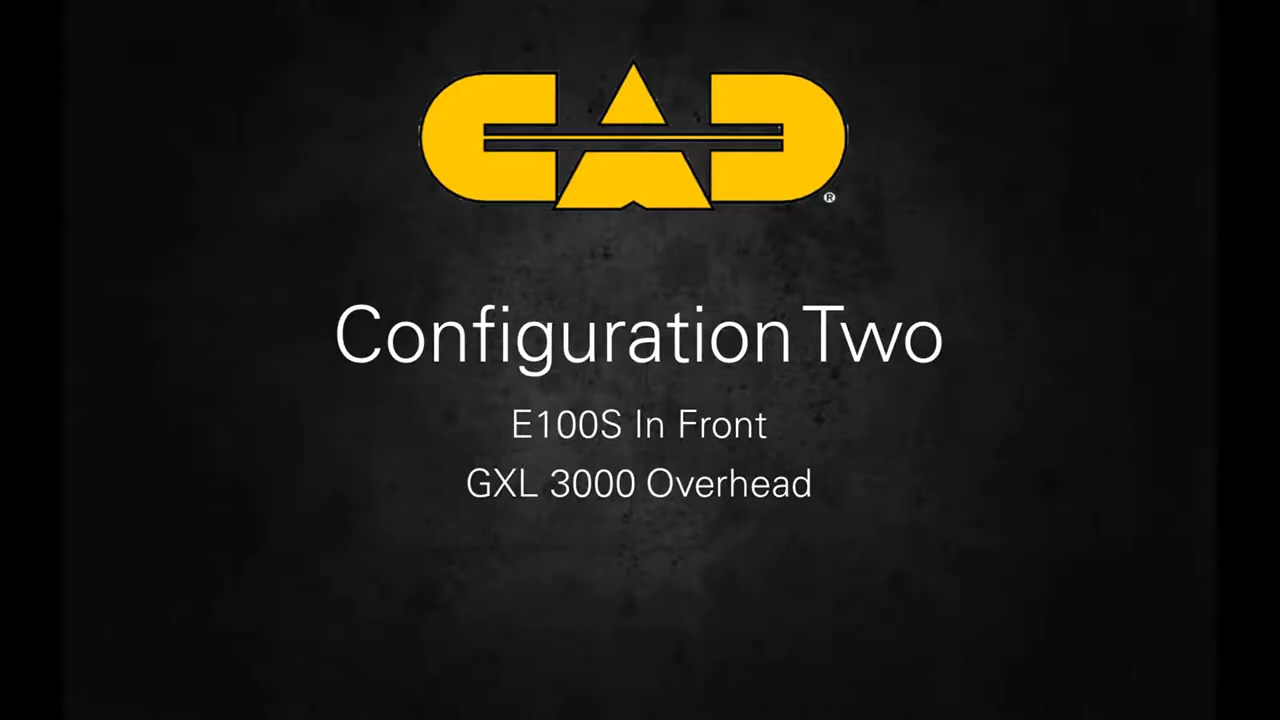 CAD
®
Configuration Two
E100S In Front
GXL 3000 Overhead